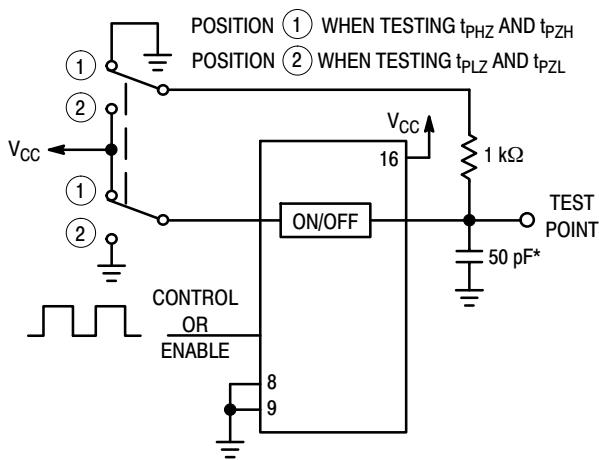 POSITION 1 WHEN TESTING tPHZ AND tPZH
POSITION 2 WHEN TESTING tPLZ AND tPZL
1
2
VCC
1
2
VCC
16
1 kΩ
ON/OFF
TEST
POINT
50 pF*
CONTROL
OR
ENABLE
8
9